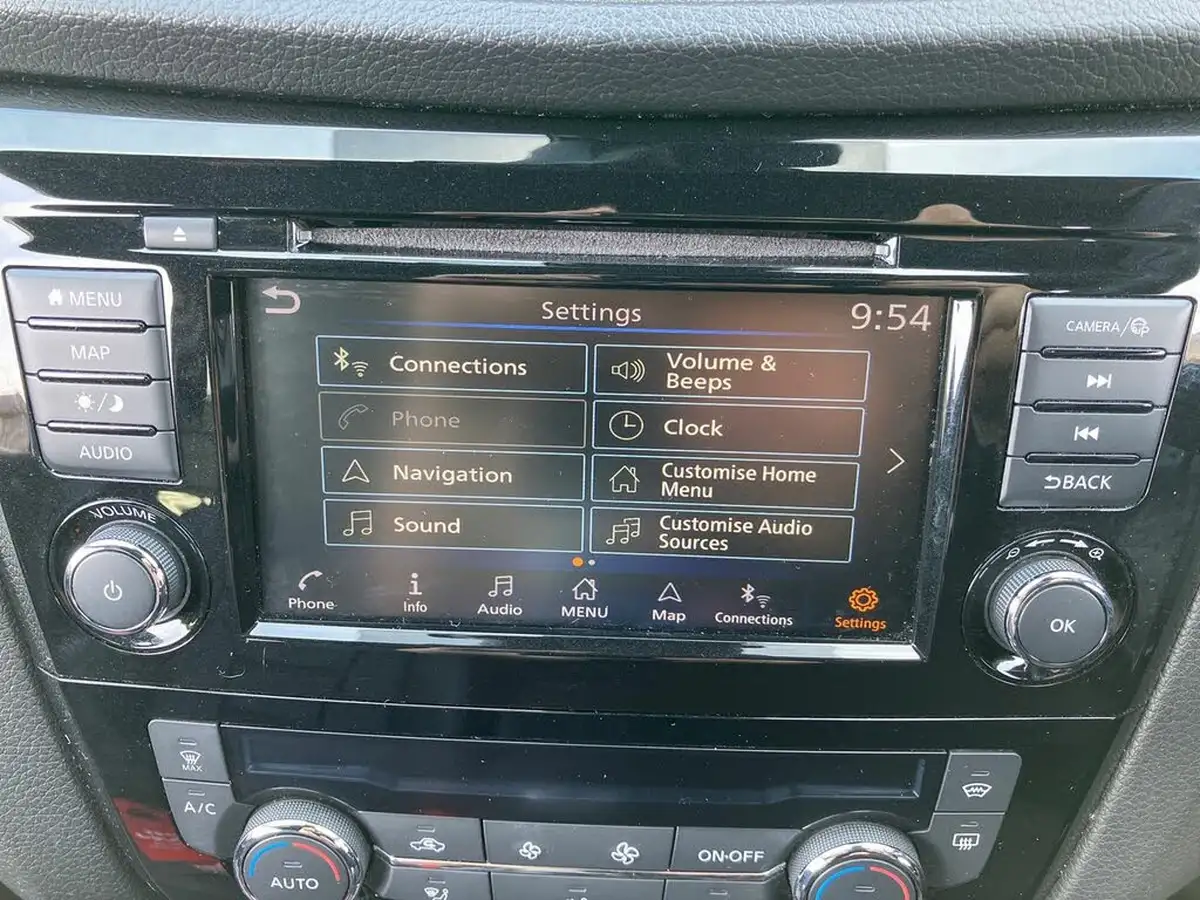 MENU
MAP
AUDIO
VOLUME
Settings
9:54
Connections
Volume &
Beeps
Phone
Clock
Navigation
Customise Home
Menu
Sound
Customise Audio
Sources
Phone
Info
Audio
MENU
Map
Connections
Settings
CAMERA/
BACK
OK
MAX
A/C
AUTO
ON·OFF